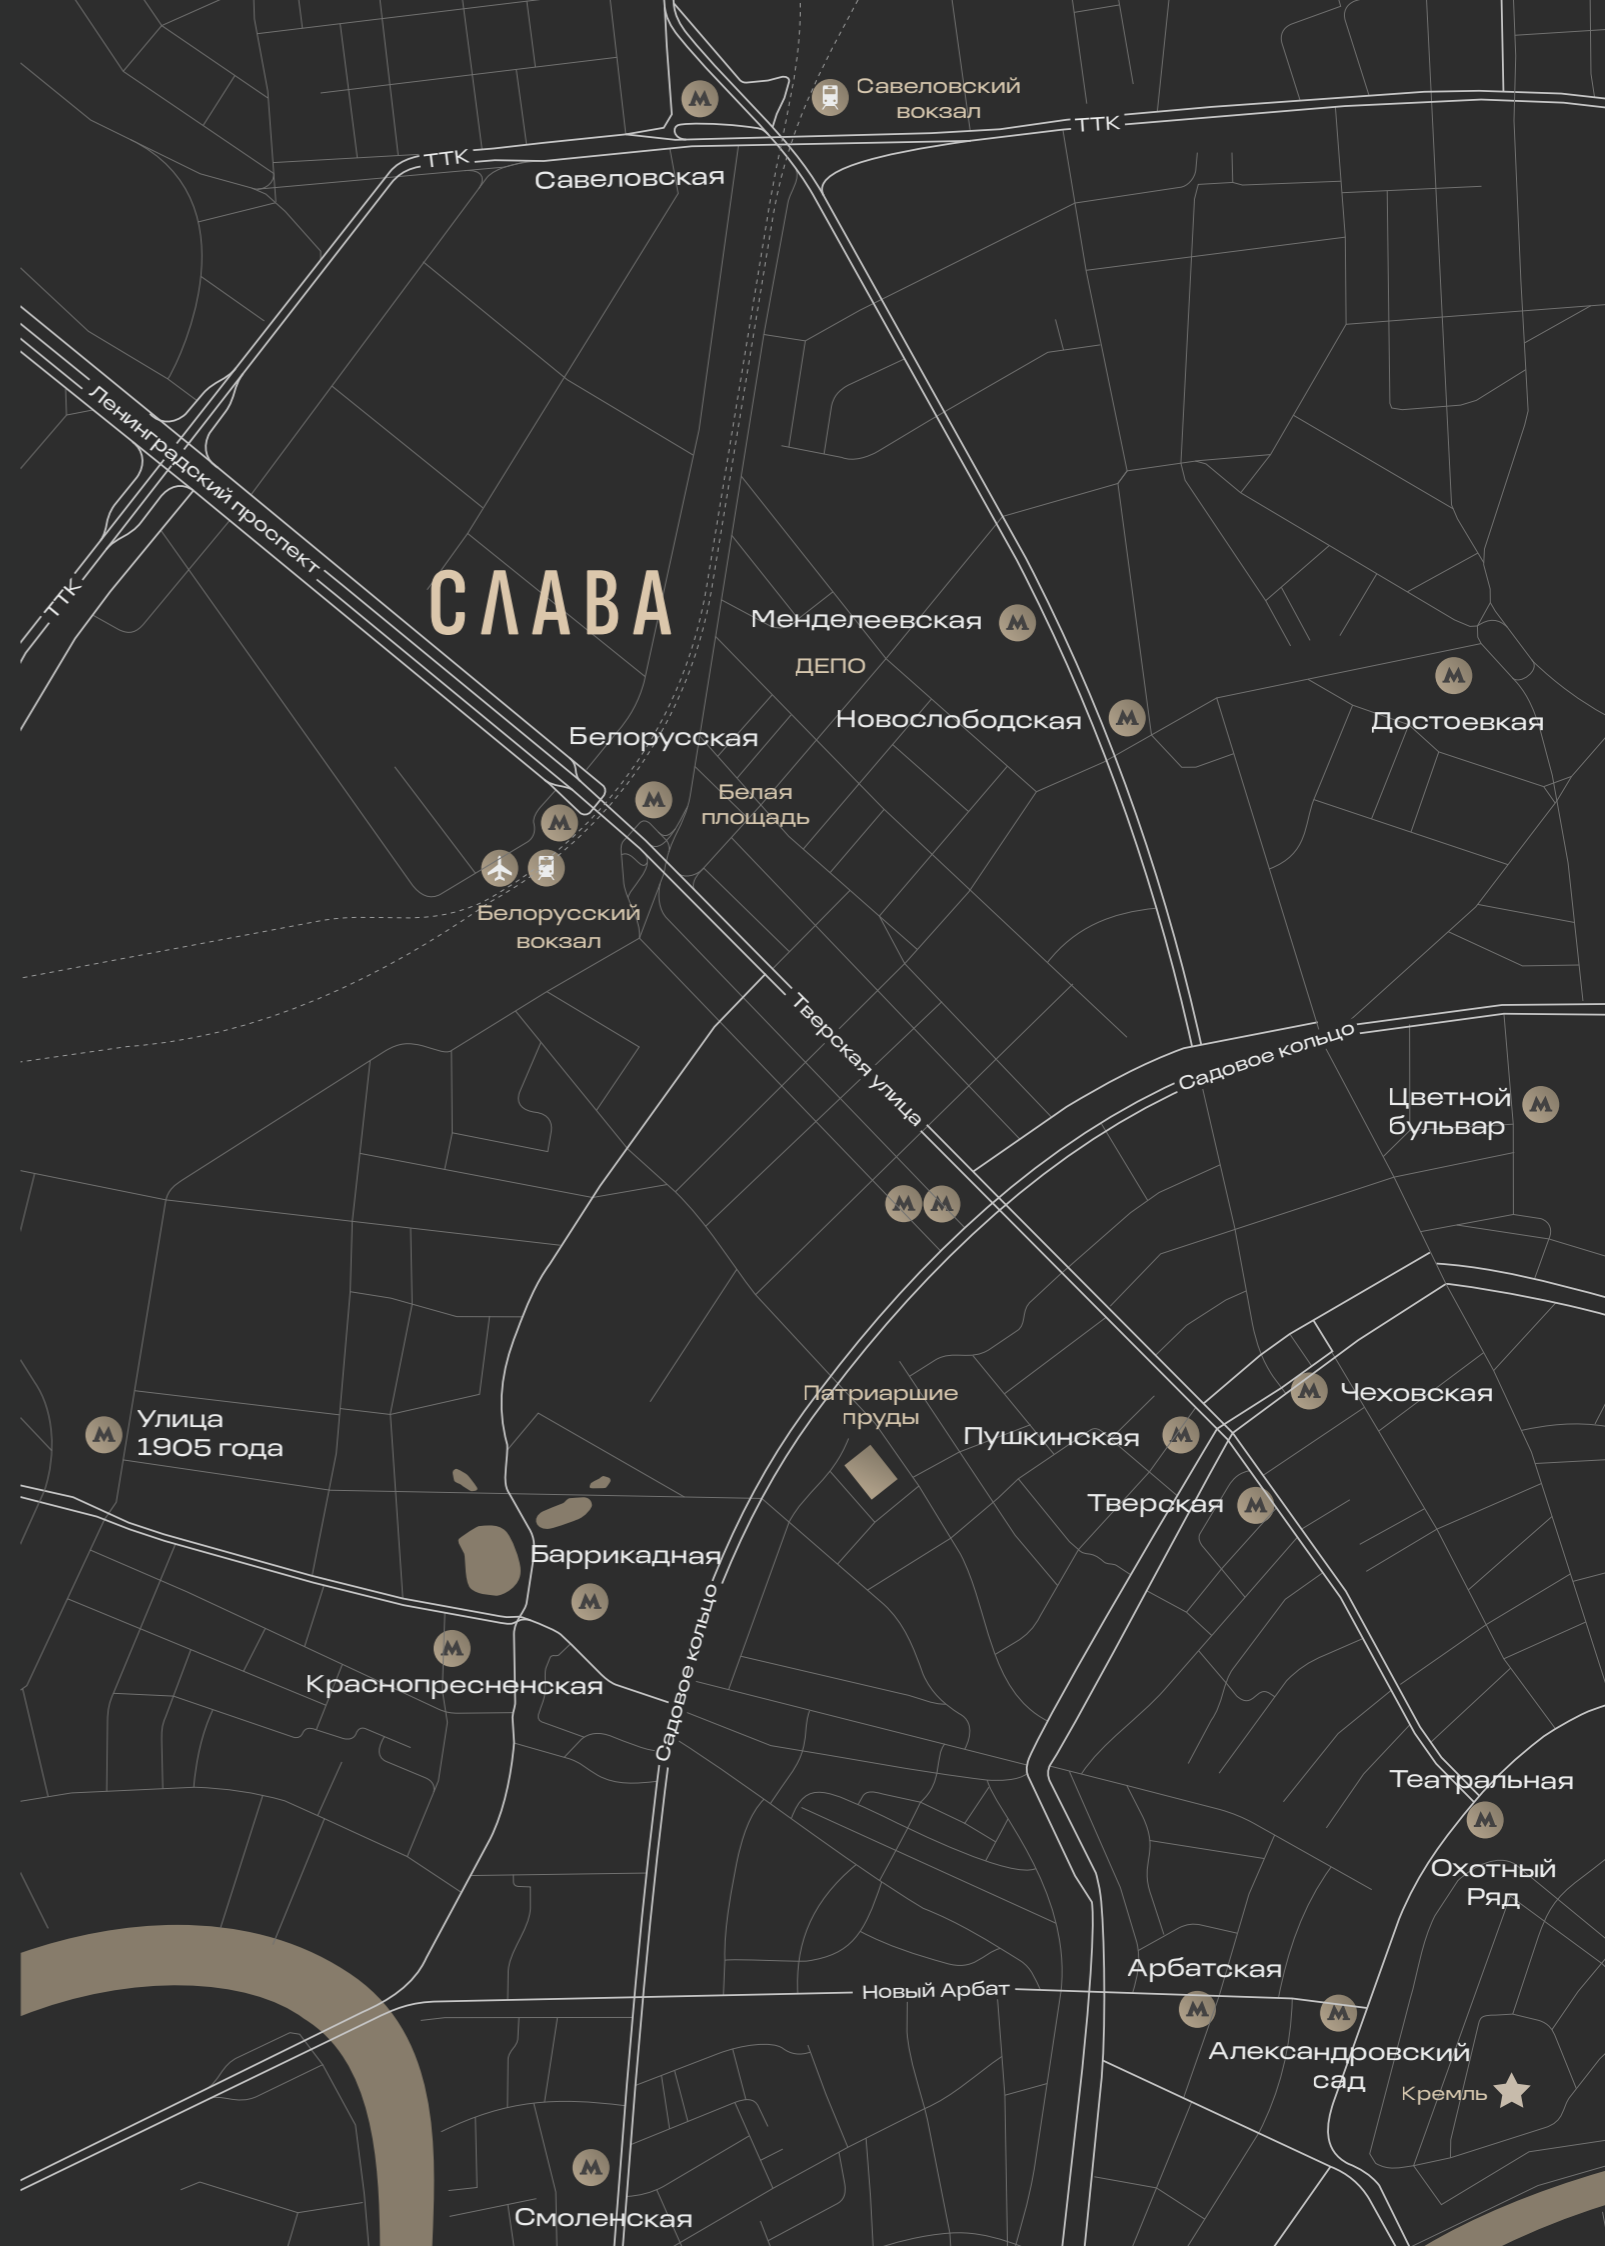 Савеловский
вокзал
ТТК
ТТК
Савеловская
Ленинградский проспект
ТТК
СЛАВА
Менделеевская
ДЕПО
Новослободская
Достоевкая
Белорусская
Белая
площадь
Белорусский
вокзал
Тверская улица
Садовое кольцо
Цветной
бульвар
Патриаршие
пруды
Чеховская
Пушкинская
Улица
1905 года
Тверская
Баррикадная
Садовое кольцо
Краснопресненская
Театральная
Охотный
Ряд
Арбатская
Новый Арбат
Александровский
сад
Кремль
Смоленская